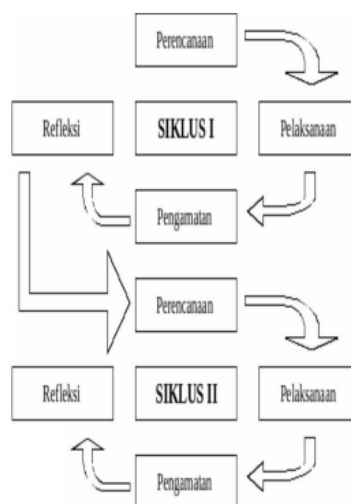 Perencanaan
Refleksi
SIKLUS I
Pelaksanaan
Pengamatan
Perencanaan
Refleksi
SIKLUS II
Pelaksanaan
Pengamatan